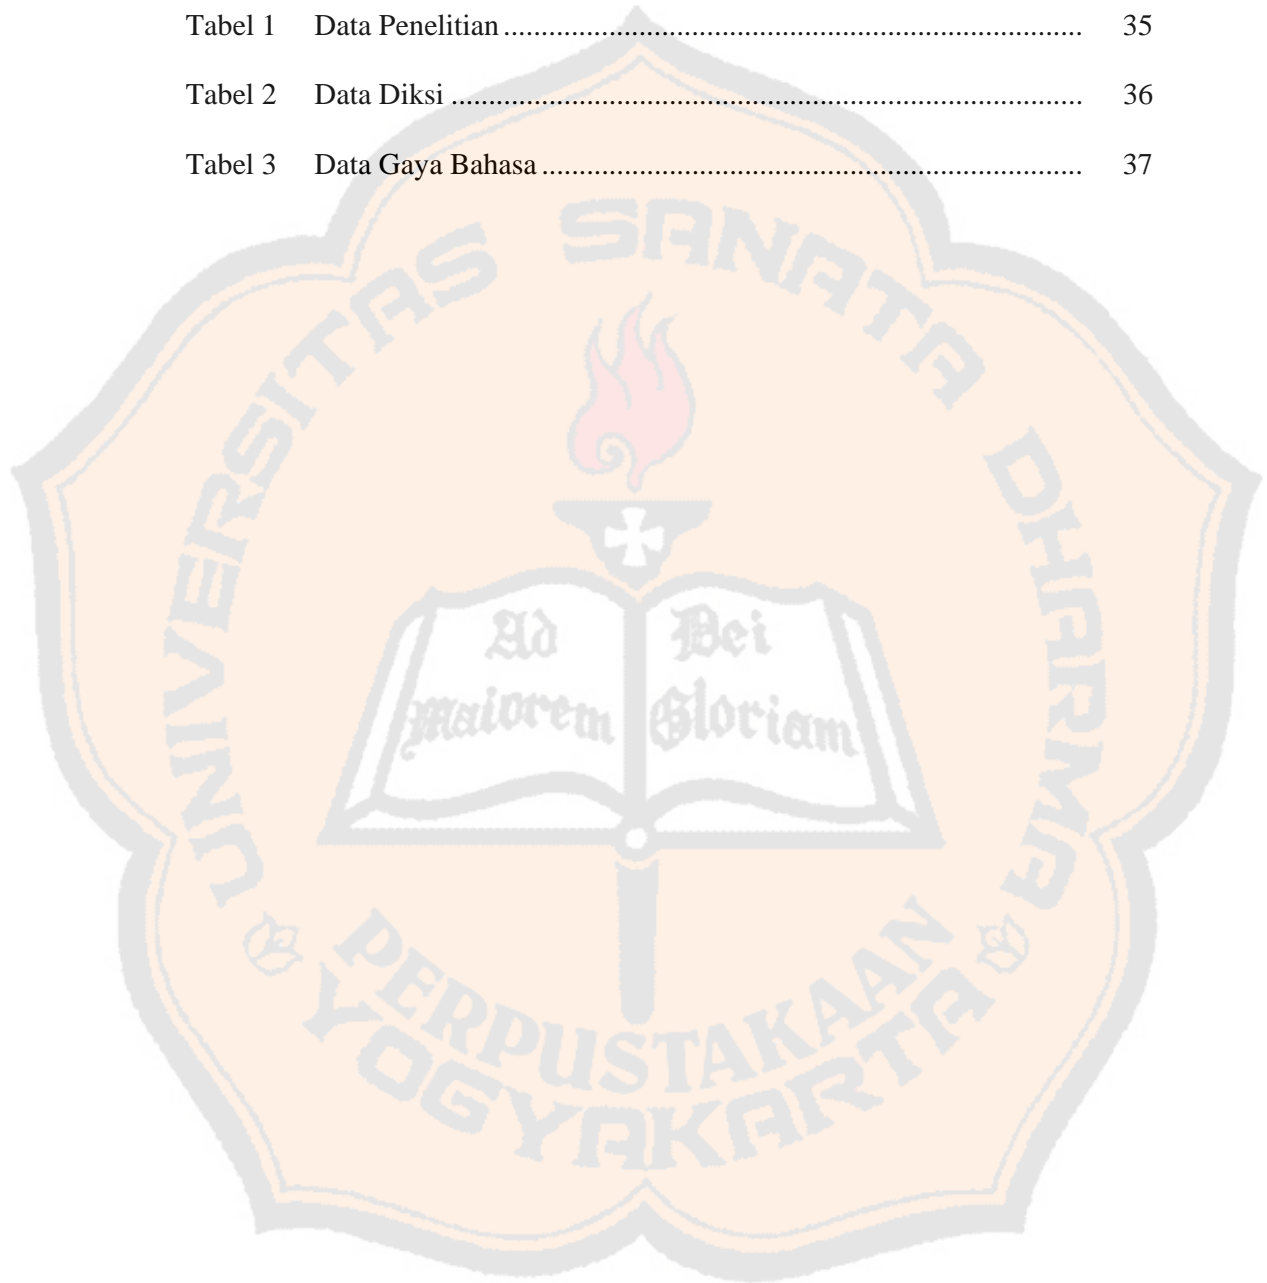 Tabel 1 Data Penelitian ............................................................................. 35
Tabel 2 Data Diksi .................................................................................... 36
Tabel 3 Data Gaya Bahasa ........................................................................ 37
UNIVERSITAS SANATA DHARMA
Ad Dei
maiorem Gloriam
PERPUSTAKAAN
YOGYAKARTA